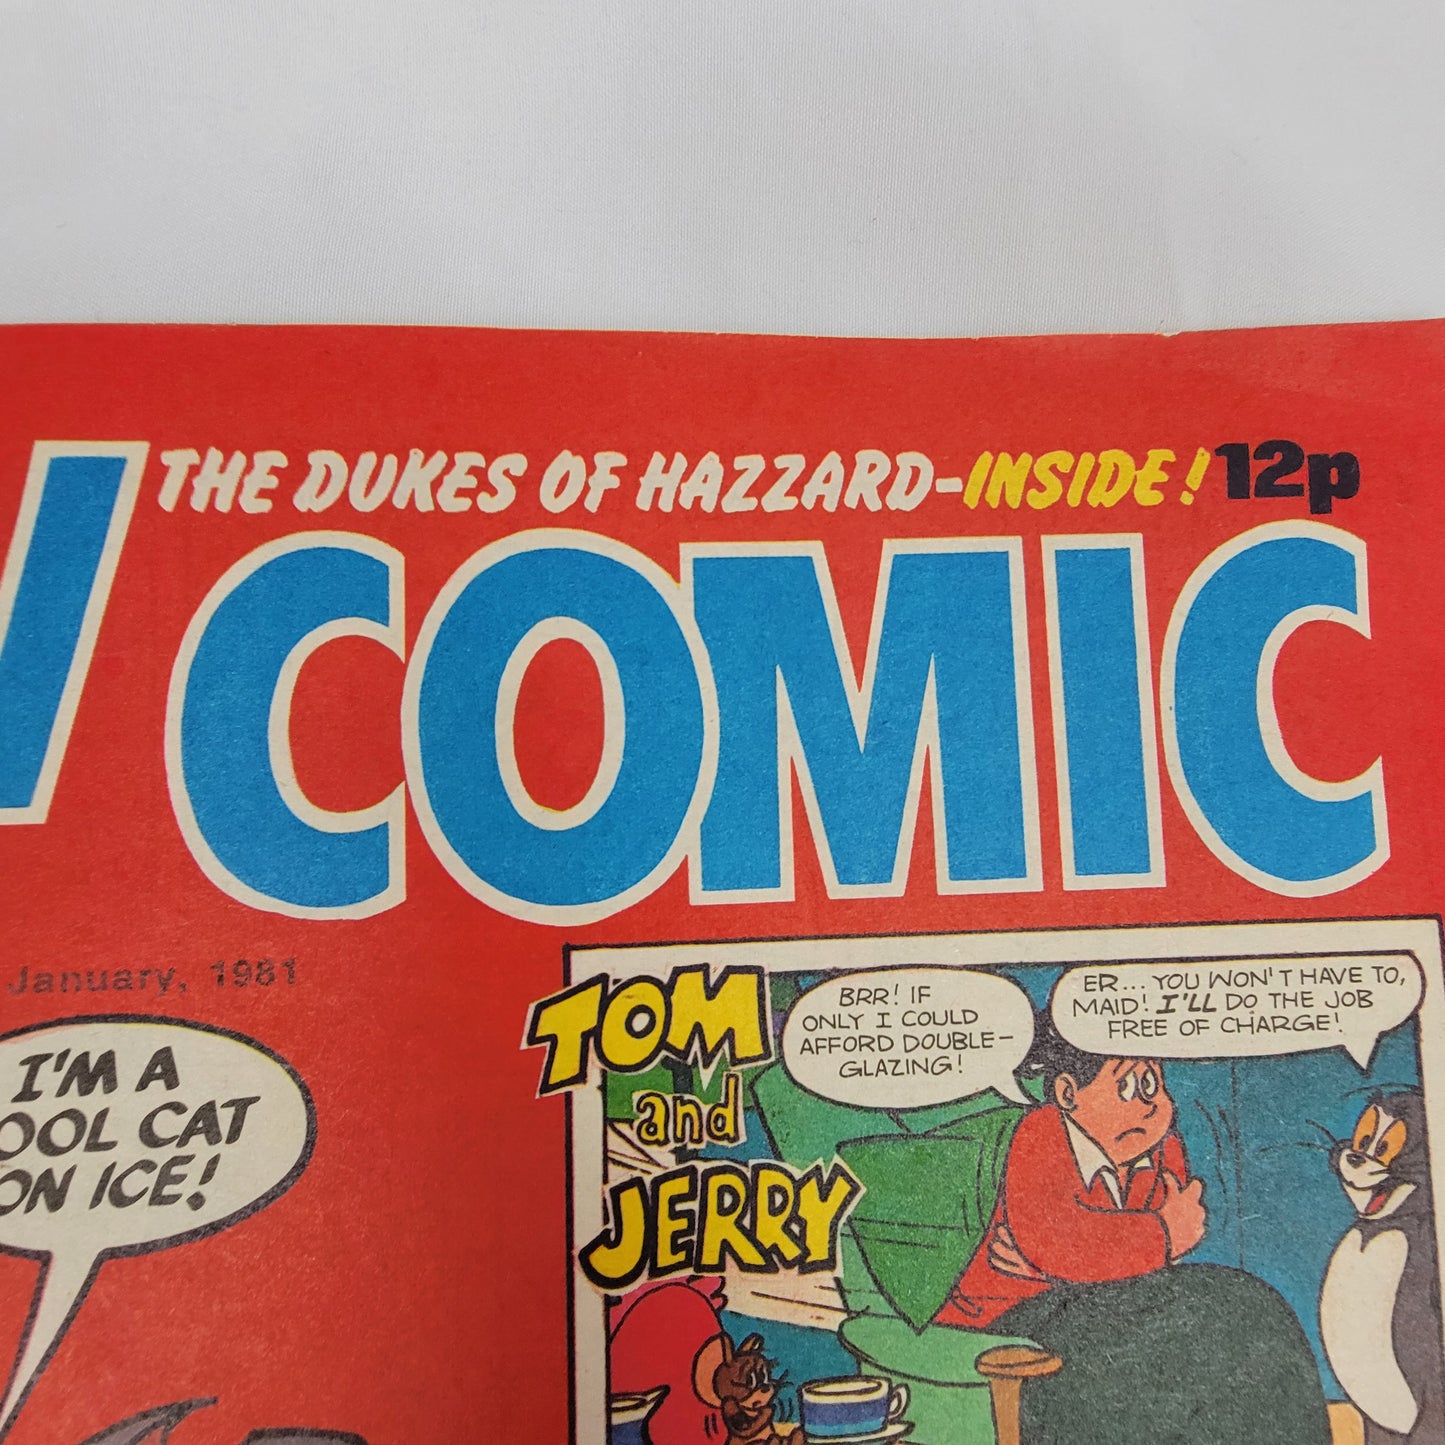 THE DUKES OF HAZZARD-INSIDE! 12p
COMIC
January, 1981
I'M A
CAT
ON ICE!
TOM
and
JERRY
BRR! IF
ONLY I COULD
AFFORD DOUBLE-
GLAZING!
ER... YOU WON'T HAVE TO,
MAID! I'LL DO THE JOB
FREE OF CHARGE!